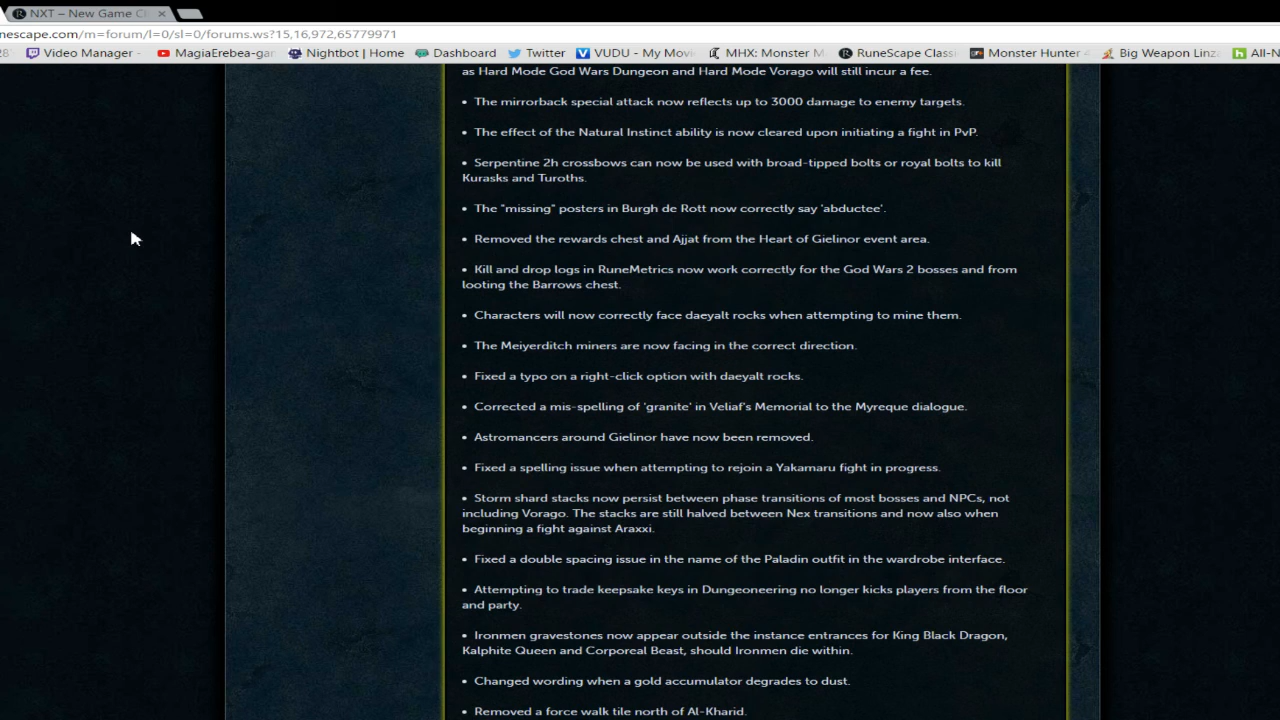 NXT – New Game C
nescape.com/m=forum/l=0/sl=0/forums.ws?15,16,972,65779971
28' Video Manager - MagiaErebea-gar Nightbot | Home Dashboard Twitter VUDU - My Movi MHX: Monster M RuneScape Class Monster Hunter 4 Big Weapon Linz All-N
as Hard Mode God Wars Dungeon and Hard Mode Vorago will still incur a fee.
• The mirrorback special attack now reflects up to 3000 damage to enemy targets.
• The effect of the Natural Instinct ability is now cleared upon initiating a fight in PvP.
• Serpentine 2h crossbows can now be used with broad-tipped bolts or royal bolts to kill
Kurasks and Turoths.
• The "missing" posters in Burgh de Rott now correctly say 'abductee'.
• Removed the rewards chest and Ajjat from the Heart of Gielinor event area.
• Kill and drop logs in RuneMetrics now work correctly for the God Wars 2 bosses and from
looting the Barrows chest.
• Characters will now correctly face daeyalt rocks when attempting to mine them.
• The Meiyerditch miners are now facing in the correct direction.
• Fixed a typo on a right-click option with daeyalt rocks.
• Corrected a mis-spelling of 'granite' in Veliaf's Memorial to the Myreque dialogue.
• Astromancers around Gielinor have now been removed.
• Fixed a spelling issue when attempting to rejoin a Yakamaru fight in progress.
• Storm shard stacks now persist between phase transitions of most bosses and NPCs, not
including Vorago. The stacks are still halved between Nex transitions and now also when
beginning a fight against Araxxi.
• Fixed a double spacing issue in the name of the Paladin outfit in the wardrobe interface.
• Attempting to trade keepsake keys in Dungeoneering no longer kicks players from the floor
and party.
• Ironmen gravestones now appear outside the instance entrances for King Black Dragon,
Kalphite Queen and Corporeal Beast, should Ironmen die within.
• Changed wording when a gold accumulator degrades to dust.
• Removed a force walk tile north of Al-Kharid.